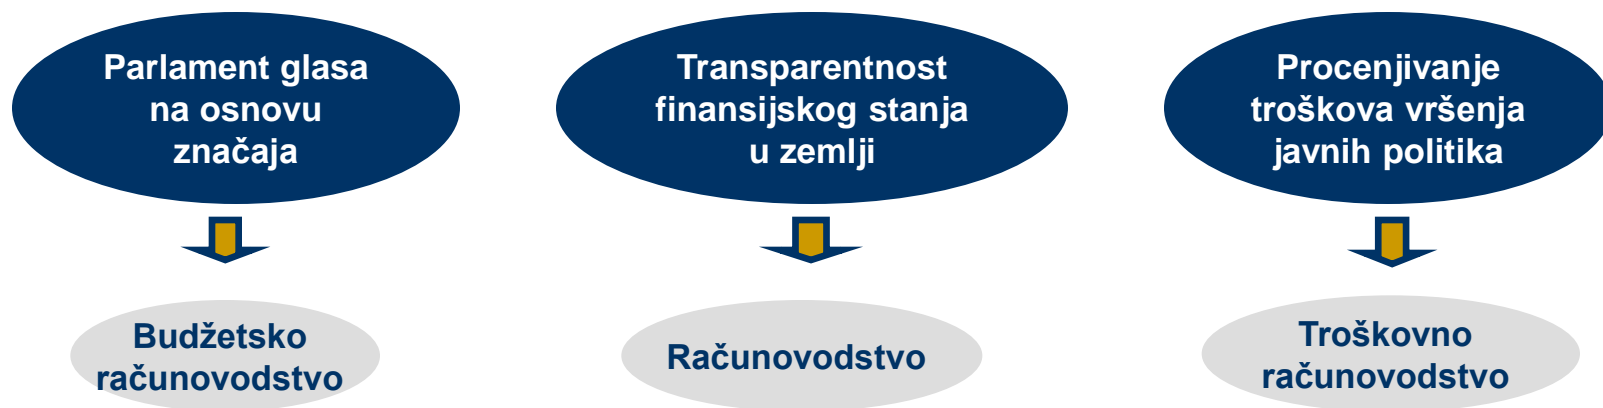 Parlament glasa
na osnovu
značaja
Transparentnost
finansijskog stanja
u zemlji
Procenjivanje
troškova vršenja
javnih politika
Budžetsko
računovodstvo
Računovodstvo
Troškovno
računovodstvo